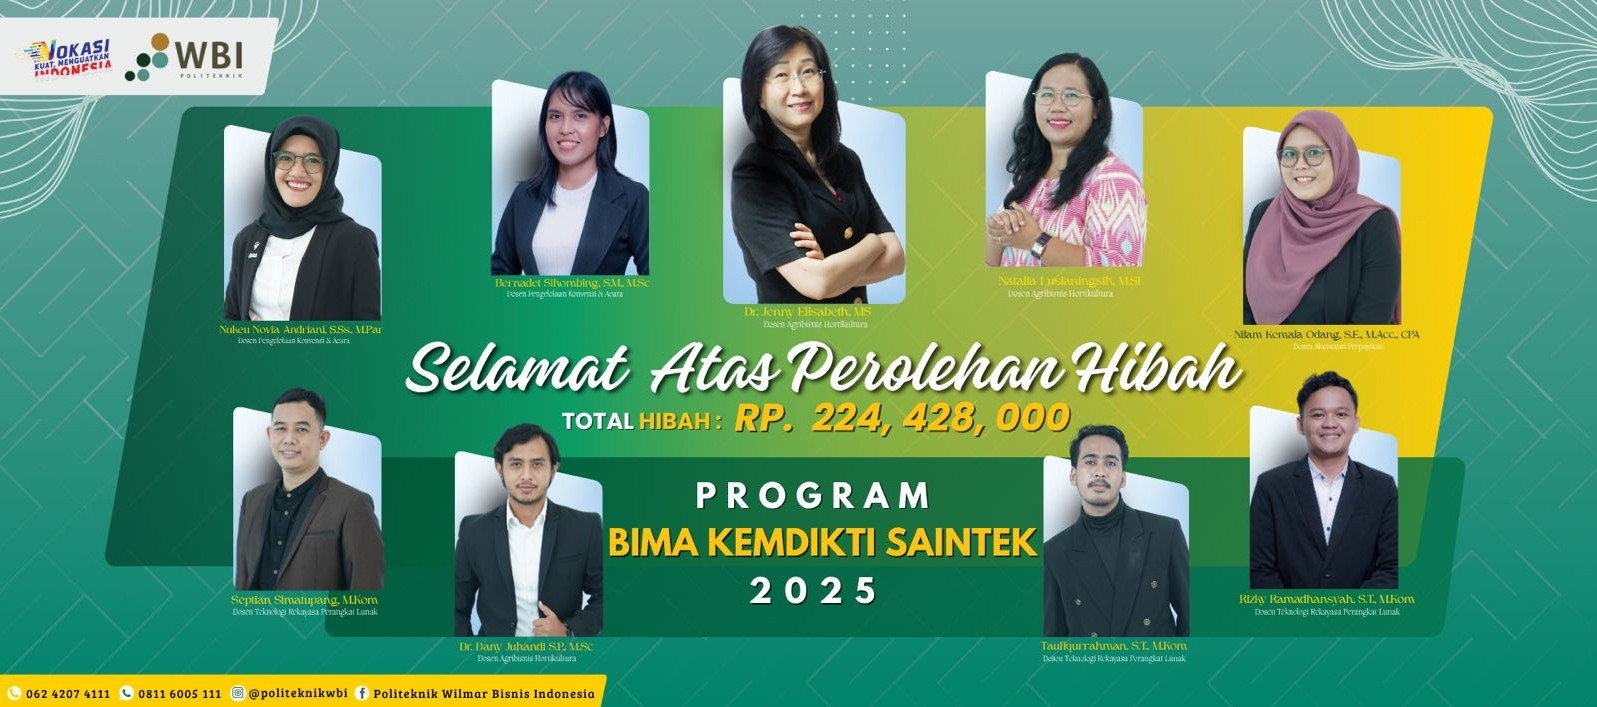 VOKASI
KUAT, MENGUATKAN
INDONESIA
WBI
POLITEKNIK
Nukeu Novia Andriani, S.Ss., M.Par
Dosen Pengelolaan Konvensi & Acara
Bernadet Sihombing, S.M., M.Sc
Dosen Pengelolaan Konvensi & Acara
Dr. Jenny Elisabeth, MS
Dosen Agribisnis Hortikultura
Natalia Lusianingsih, M.Si
Dosen Agribisnis Hortikultura
Nilam Kemala Odang, S.E., M.Acc., CPA
Dosen Akuntansi Perpajakan
Selamat Atas Perolehan Hibah
TOTAL HIBAH : RP. 224, 428, 000
PROGRAM
BIMA KEMDIKTI SAINTEK
2025
Septian Simatupang, M.Kom
Dosen Teknologi Rekayasa Perangkat Lunak
Dr. Dany Juhandi S.P., M.Sc
Dosen Agribisnis Hortikultura
Taufiqurrahman, S.T., M.Kom
Dosen Teknologi Rekayasa Perangkat Lunak
Rizky Ramadhansyah, S.T., M.Kom
Dosen Teknologi Rekayasa Perangkat Lunak
062 4207 4111 0811 6005 111 @politeknikwbi Politeknik Wilmar Bisnis Indonesia